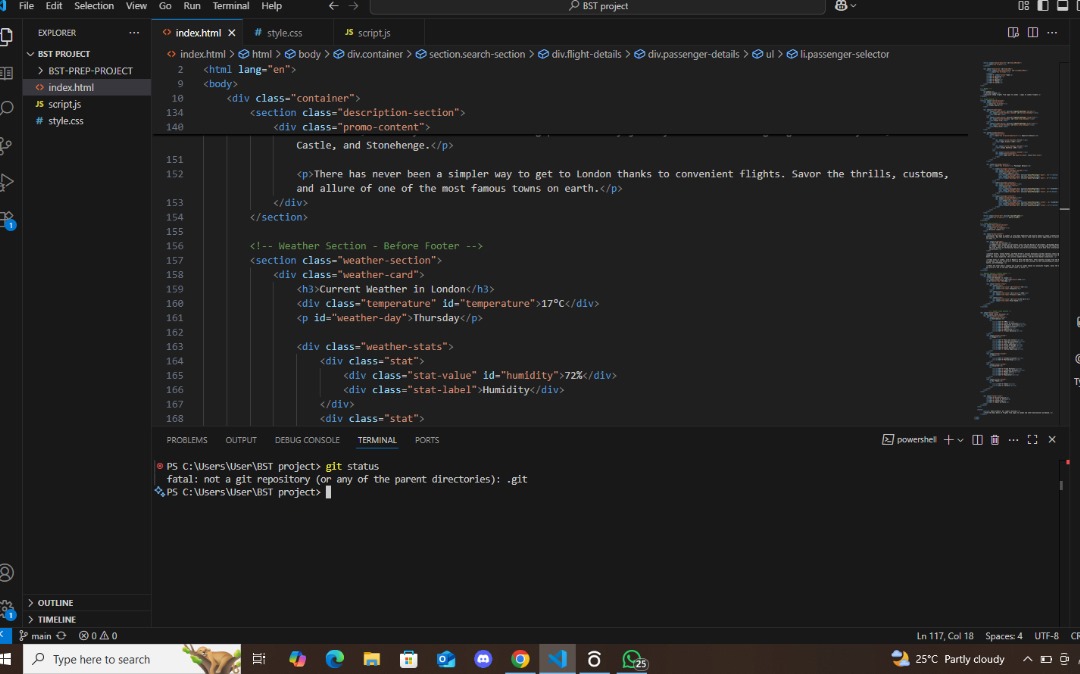 File Edit Selection View Go Run Terminal Help
BST project
EXPLORER
index.html
style.css
JS script.js
BST PROJECT
BST-PREP-PROJECT
index.html
JS script.js
# style.css
index.html > html > body > div.container > section.search-section > div.flight-details > div.passenger-details > ul > li.passenger-selector
2 <html lang="en">
9 <body>
10 <div class="container">
134 <section class="description-section">
140 <div class="promo-content">
Castle, and Stonehenge.</p>
151
152 <p>There has never been a simpler way to get to London thanks to convenient flights. Savor the thrills, customs,
and allure of one of the most famous towns on earth.</p>
153 </div>
154 </section>
155
156 <!-- Weather Section - Before Footer -->
157 <section class="weather-section">
158 <div class="weather-card">
159 <h3>Current Weather in London</h3>
160 <div class="temperature" id="temperature">17°C</div>
161 <p id="weather-day">Thursday</p>
162
163 <div class="weather-stats">
164 <div class="stat">
165 <div class="stat-value" id="humidity">72%</div>
166 <div class="stat-label">Humidity</div>
167 </div>
168 <div class="stat">
PROBLEMS OUTPUT DEBUG CONSOLE TERMINAL PORTS
powershell
PS C:\Users\User\BST project> git status
fatal: not a git repository (or any of the parent directories): .git
PS C:\Users\User\BST project>
OUTLINE
TIMELINE
main 0 0
Ln 117, Col 18 Spaces: 4 UTF-8
Type here to search
25
25°C Partly cloudy